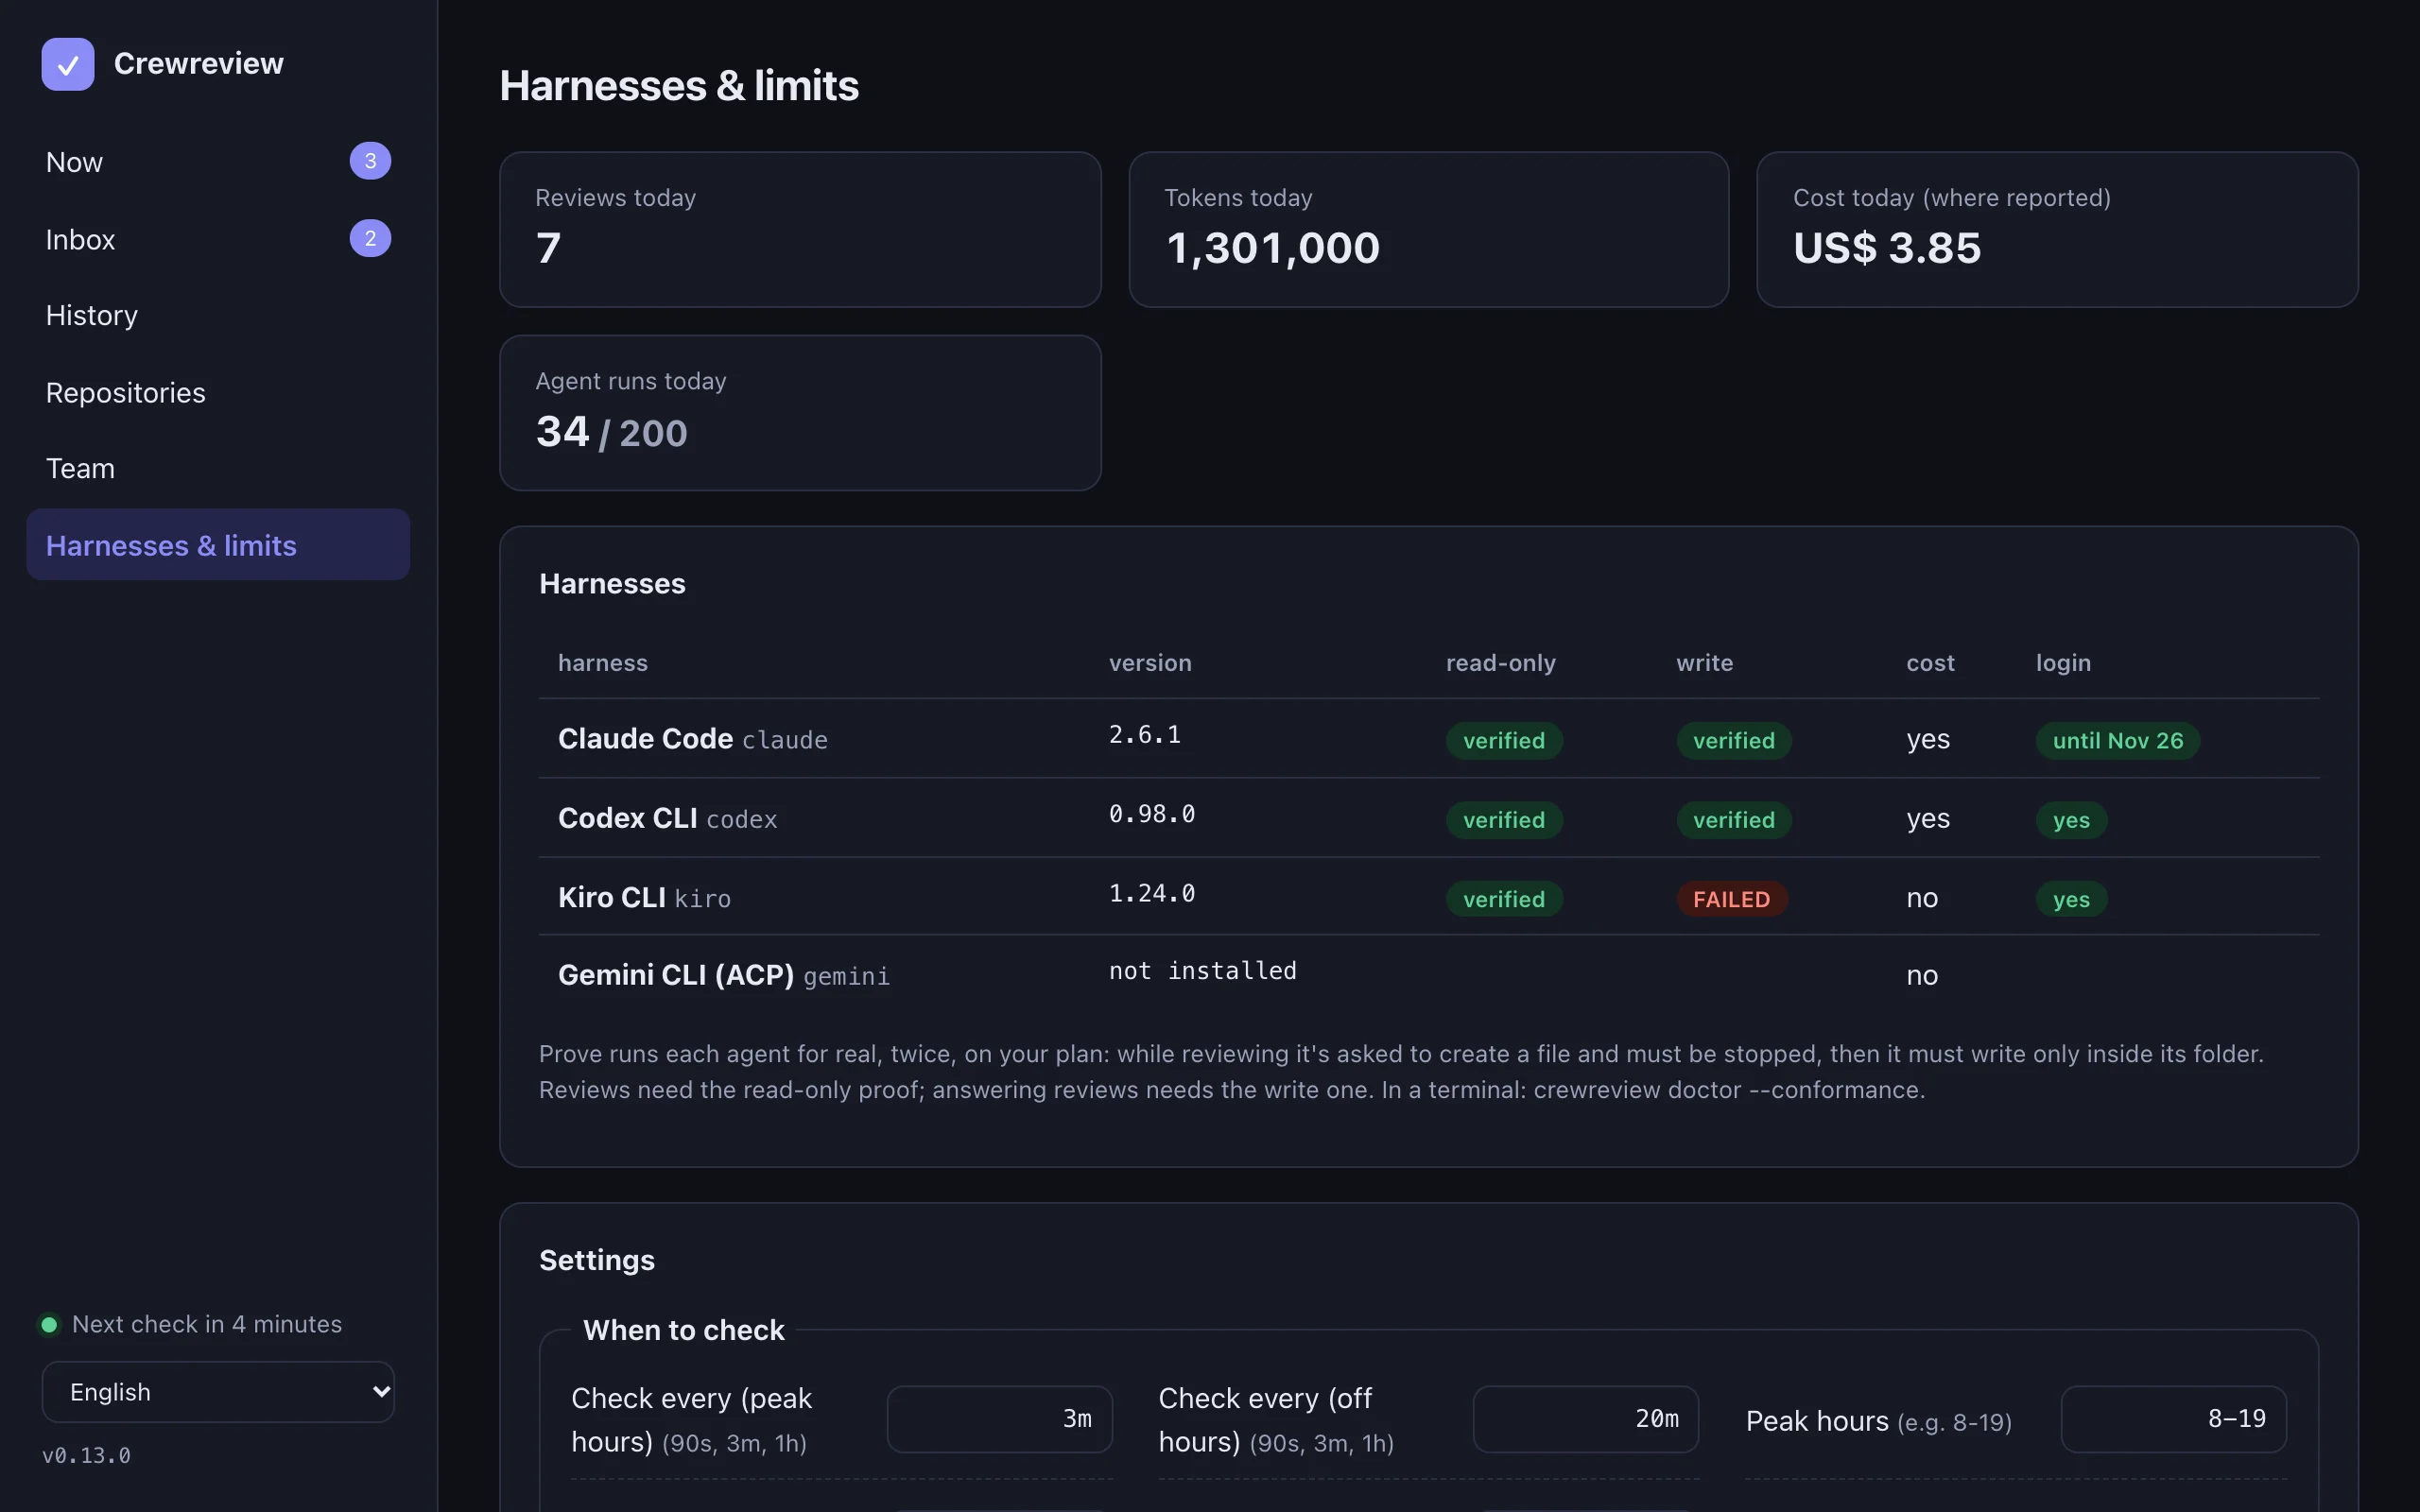 Crewreview
Now 3
Inbox 2
History
Repositories
Team
Harnesses & limits
Next check in 4 minutes
English
v0.13.0
Harnesses & limits
Reviews today
7
Tokens today
1,301,000
Cost today (where reported)
US$ 3.85
Agent runs today
34 / 200
Harnesses
harness version read-only write cost login
Claude Code claude 2.6.1 verified verified yes until Nov 26
Codex CLI codex 0.98.0 verified verified yes yes
Kiro CLI kiro 1.24.0 verified FAILED no yes
Gemini CLI (ACP) gemini not installed no
Prove runs each agent for real, twice, on your plan: while reviewing it's asked to create a file and must be stopped, then it must write only inside its folder.
Reviews need the read-only proof; answering reviews needs the write one. In a terminal: crewreview doctor --conformance.
Settings
When to check
Check every (peak
hours) (90s, 3m, 1h)
3m
Check every (off
hours) (90s, 3m, 1h)
20m
Peak hours (e.g. 8-19)
8–19